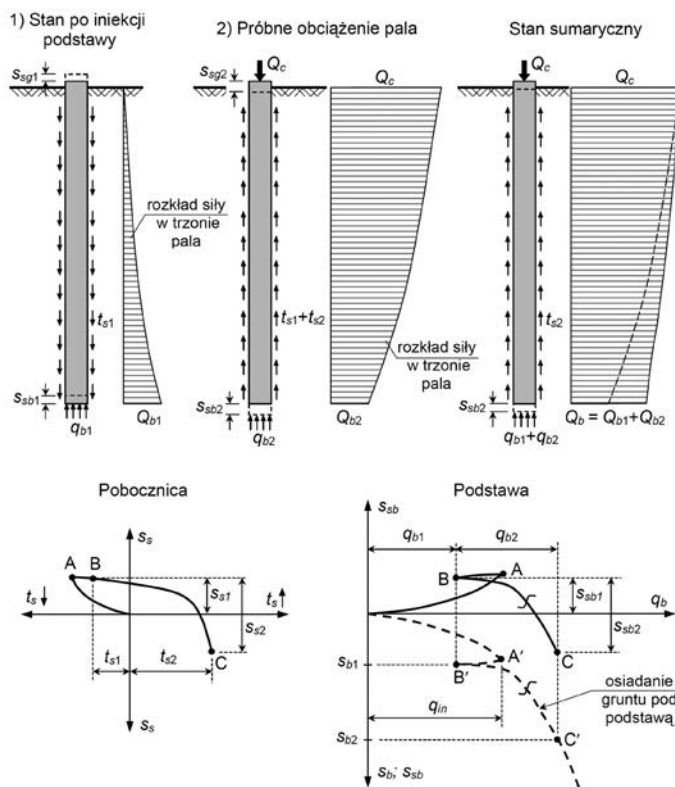 1) Stan po iniekcji
podstawy
2) Próbne obciążenie pala
Stan sumaryczny
s_sg1
s_sg2
Q_c
Q_c
Q_c
Q_c
rozkład siły
w trzonie
pala
t_s1
t_s1+t_s2
rozkład siły
w trzonie
pala
t_s2
s_sb1
q_b1
Q_b1
s_sb2
q_b2
Q_b2
s_sb2
q_b1+q_b2
Q_b = Q_b1+Q_b2
Pobocznica
s_s
A
B
t_s
t_s
s_s1
s_s2
t_s1
t_s2
C
s_s
Podstawa
s_sb
q_b1
q_b2
B
A
s_sb1
q_b
s_sb2
C
s_b1
A'
B'
osiadanie
gruntu pod
podstawą
q_in
s_b2
C'
s_b; s_sb